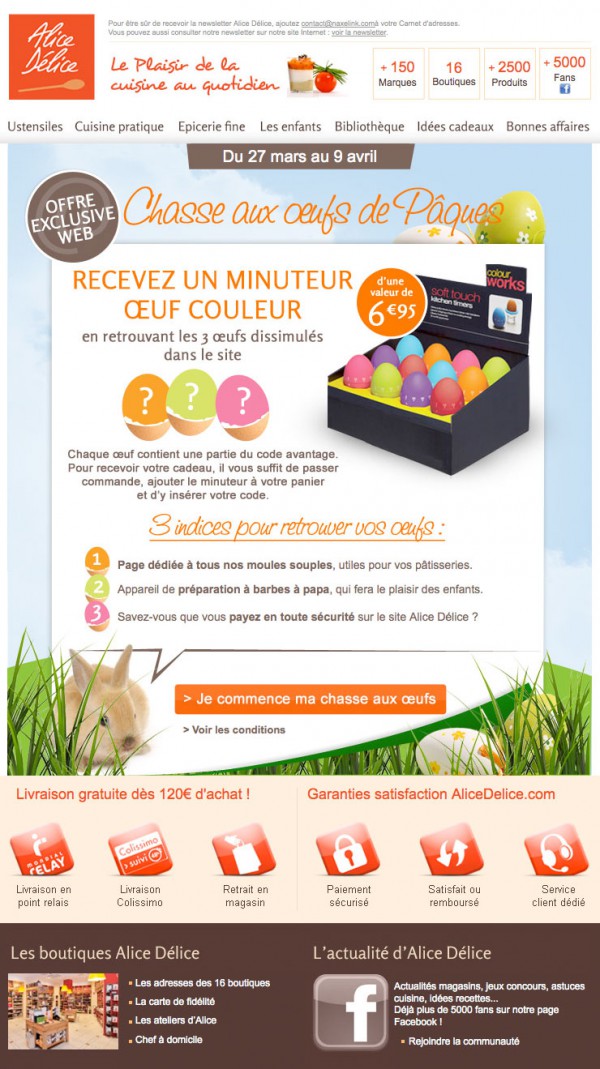 Pour être sûr de recevoir la newsletter Alice Délice, ajoutez contact@naxelink.comà votre Carnet d'adresses.
Vous pouvez aussi consulter notre newsletter sur notre site Internet : voir la newsletter.
Alice
Délice
Le Plaisir de la
cuisine au quotidien
+ 150
Marques
16
Boutiques
+ 2500
Produits
+ 5000
Fans
f
Ustensiles Cuisine pratique Epicerie fine Les enfants Bibliothèque Idées cadeaux Bonnes affaires
Du 27 mars au 9 avril
OFFRE
EXCLUSIVE
WEB
Chasse aux œufs de Pâques
RECEVEZ UN MINUTEUR
ŒUF COULEUR
en retrouvant les 3 œufs dissimulés
dans le site
d'une
valeur de
6€95
colour
works
soft touch
kitchen timers
? ? ?
Chaque œuf contient une partie du code avantage.
Pour recevoir votre cadeau, il vous suffit de passer
commande, ajouter le minuteur à votre panier
et d'y insérer votre code.
3 indices pour retrouver vos œufs :
1 Page dédiée à tous nos moules souples, utiles pour vos pâtisseries.
2 Appareil de préparation à barbes à papa, qui fera le plaisir des enfants.
3 Savez-vous que vous payez en toute sécurité sur le site Alice Délice ?
> Je commence ma chasse aux œufs
> Voir les conditions
Livraison gratuite dès 120€ d'achat !
MONDIAL
RELAY
Livraison en
point relais
Colissimo
> suivi
Livraison
Colissimo
Retrait en
magasin
Garanties satisfaction AliceDelice.com
Paiement
sécurisé
Satisfait ou
remboursé
Service
client dédié
Les boutiques Alice Délice
Les adresses des 16 boutiques
La carte de fidélité
Les ateliers d'Alice
Chef à domicile
L'actualité d'Alice Délice
f
Actualités magasins, jeux concours, astuces
cuisine, idées recettes...
Déjà plus de 5000 fans sur notre page
Facebook !
Rejoindre la communauté